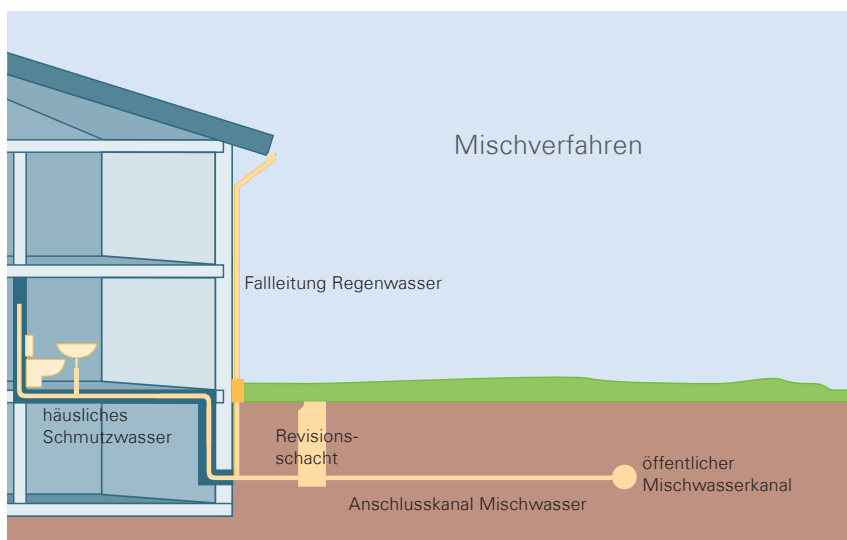 Mischverfahren
Fallleitung Regenwasser
häusliches
Schmutzwasser
Revisions-
schacht
öffentlicher
Mischwasserkanal
Anschlusskanal Mischwasser